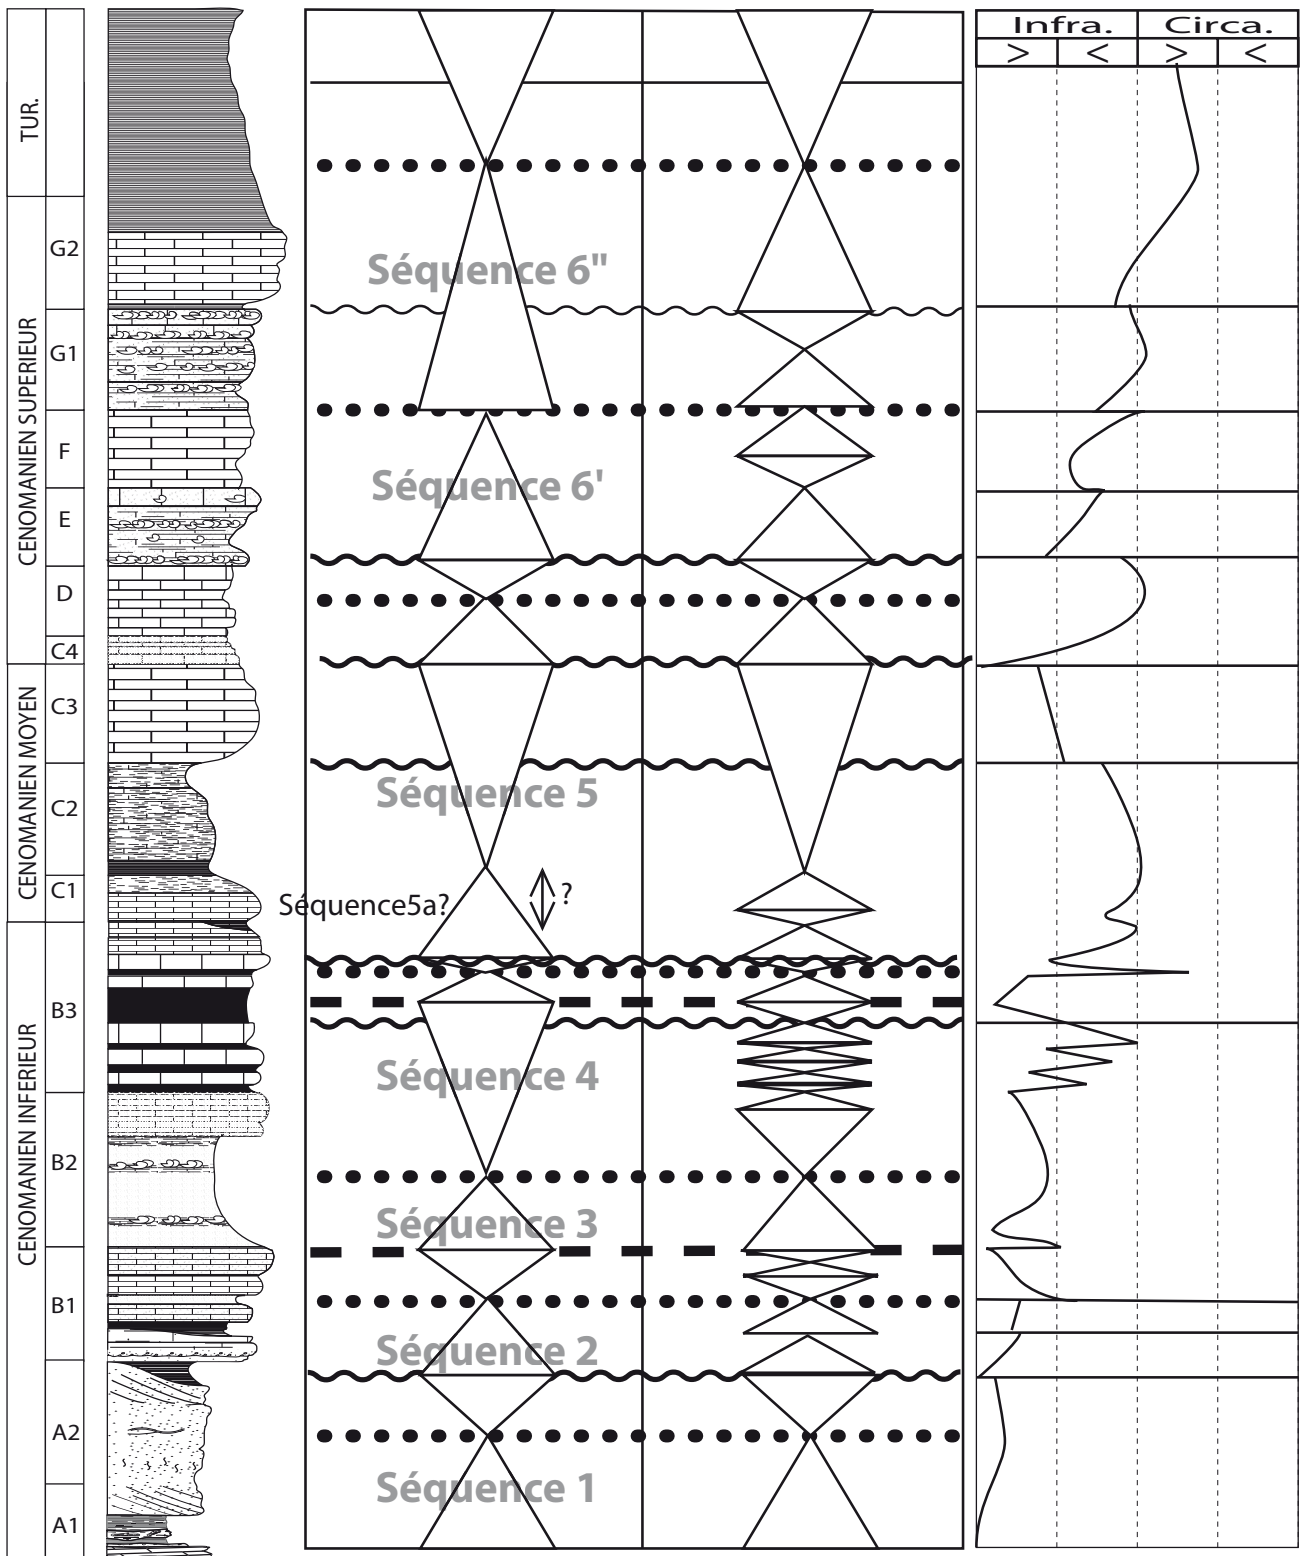 Infra. Circa.
> < > <
TUR.
CENOMANIEN SUPERIEUR
CENOMANIEN MOYEN
CENOMANIEN INFERIEUR
G2
G1
F
E
D
C4
C3
C2
C1
B3
B2
B1
A2
A1
Séquence 6"
Séquence 6'
Séquence 5
Séquence5a?
?
Séquence 4
Séquence 3
Séquence 2
Séquence 1